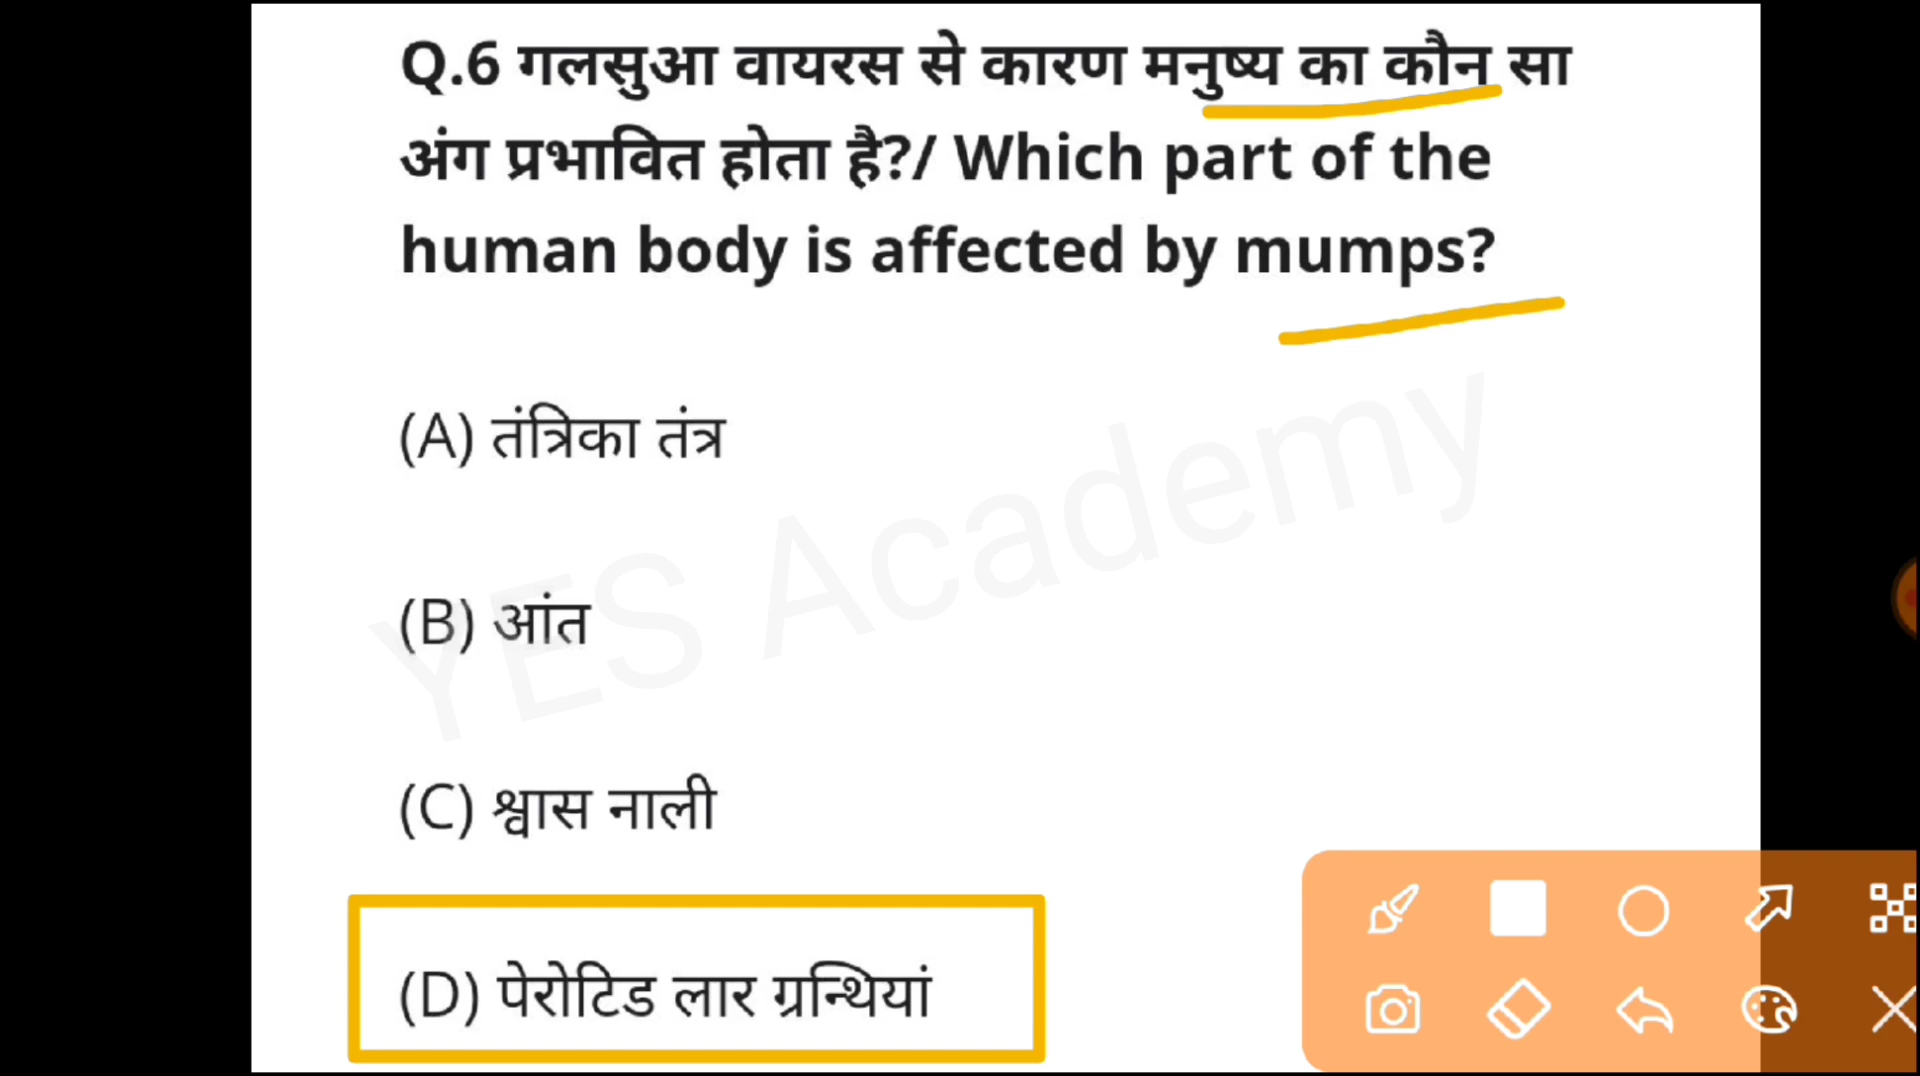 Q.6 गलसुआ वायरस से कारण मनुष्य का कौन सा
अंग प्रभावित होता है?/ Which part of the
human body is affected by mumps?
(A) तंत्रिका तंत्र
(B) आंत
(C) श्वास नाली
(D) पेरोटिड लार ग्रन्थियां
YES Academy